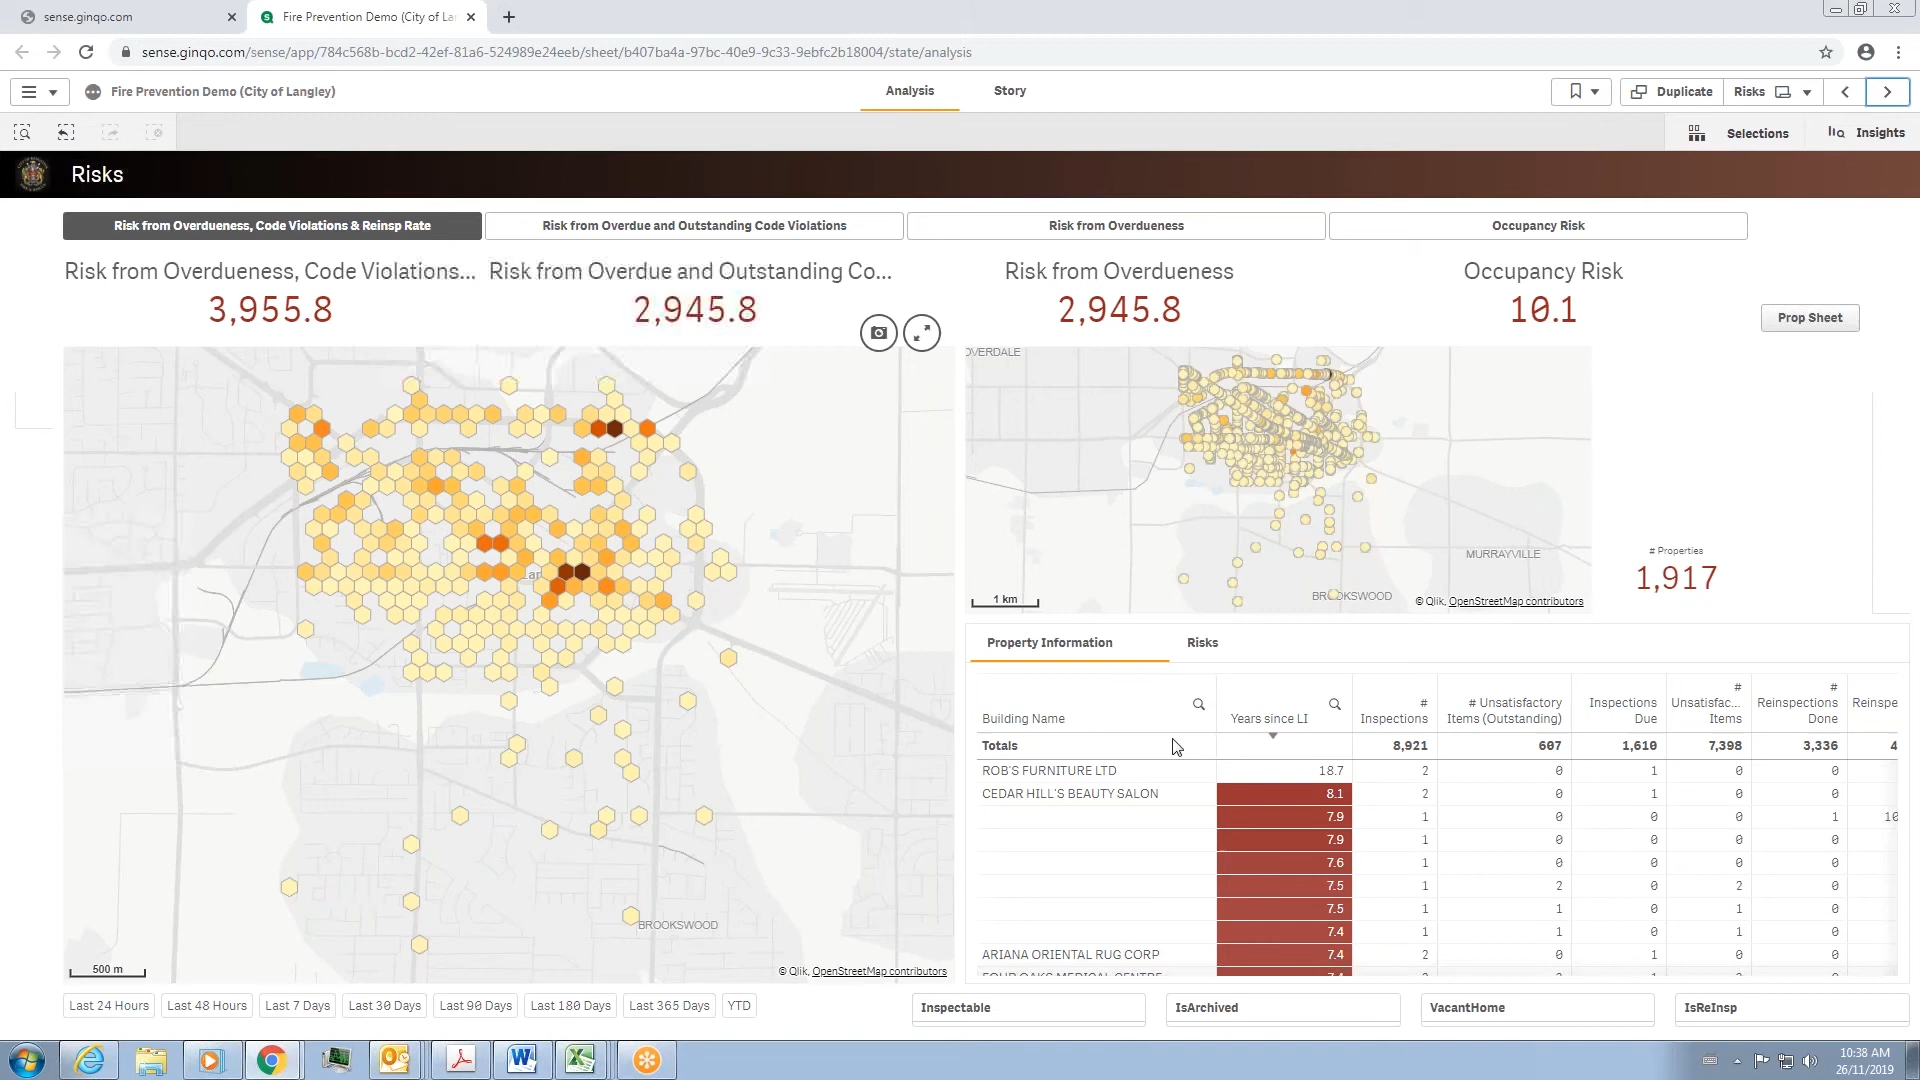 sense.ginqo.com
Fire Prevention Demo (City of La
sense.ginqo.com/sense/app/784c568b-bcd2-42ef-81a6-524989e24eeb/sheet/b407ba4a-97bc-40e9-9c33-9ebfc2b18004/state/analysis
Fire Prevention Demo (City of Langley)
Analysis
Story
Duplicate
Risks
Selections
Insights
Risks
Risk from Overdueness, Code Violations & Reinsp Rate
Risk from Overdue and Outstanding Code Violations
Risk from Overdueness
Occupancy Risk
Risk from Overdueness, Code Violations...
Risk from Overdue and Outstanding Co...
Risk from Overdueness
Occupancy Risk
3,955.8
2,945.8
2,945.8
10.1
Prop Sheet
Lan
BROOKSWOOD
500 m
© Qlik, OpenStreetMap contributors
OVERDALE
MURRAYVILLE
BROOKSWOOD
1 km
© Qlik, OpenStreetMap contributors
# Properties
1,917
Property Information
Risks
Building Name
Years since LI
# Inspections
# Unsatisfactory Items (Outstanding)
Inspections Due
# Unsatisfac... Items
# Reinspections Done
Reinspe
Totals 8,921 607 1,610 7,398 3,336 4
ROB'S FURNITURE LTD 18.7 2 0 1 0 0
CEDAR HILL'S BEAUTY SALON 8.1 2 0 1 0 0
7.9 1 0 0 0 1 10
7.9 1 0 0 0 0
7.6 1 0 0 0 0
7.5 1 2 0 2 0
7.5 1 1 0 1 0
7.4 1 1 0 1 0
ARIANA ORIENTAL RUG CORP 7.4 2 0 1 0 0
Last 24 Hours
Last 48 Hours
Last 7 Days
Last 30 Days
Last 90 Days
Last 180 Days
Last 365 Days
YTD
Inspectable
IsArchived
VacantHome
IsReInsp
10:38 AM
26/11/2019